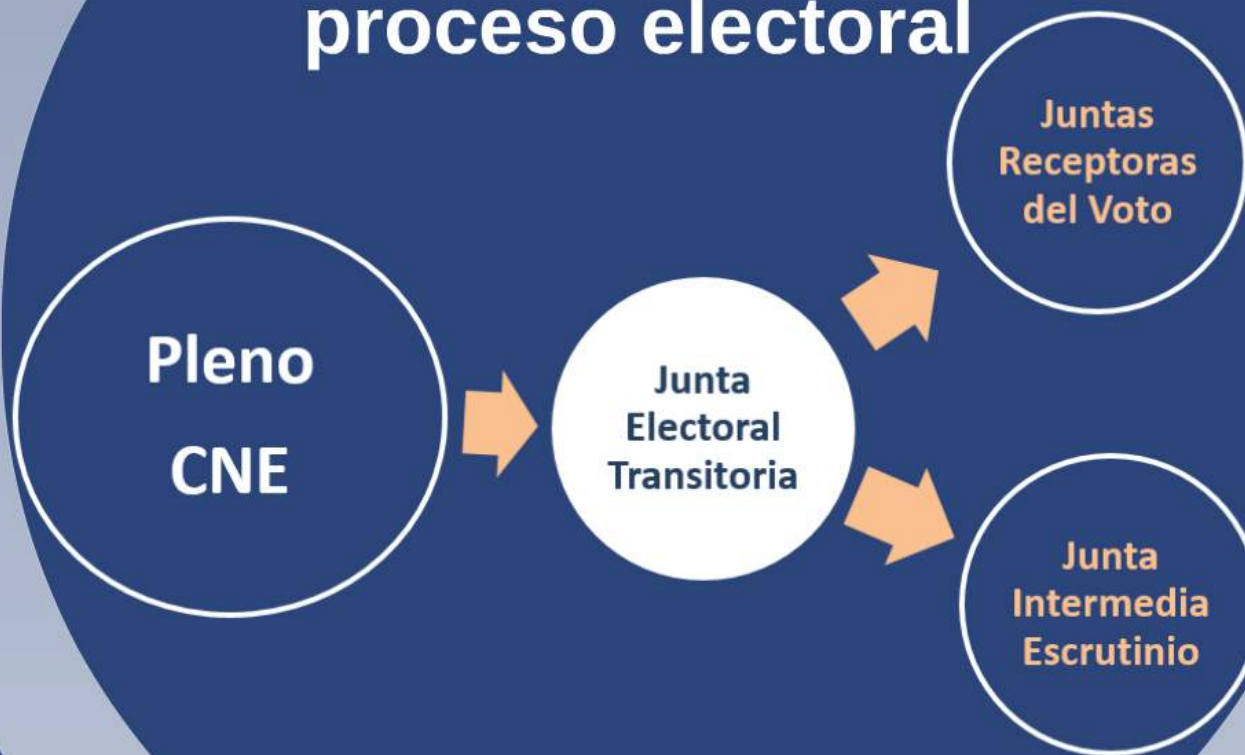 proceso electoral
Pleno
CNE
Junta
Electoral
Transitoria
Juntas
Receptoras
del Voto
Junta
Intermedia
Escrutinio